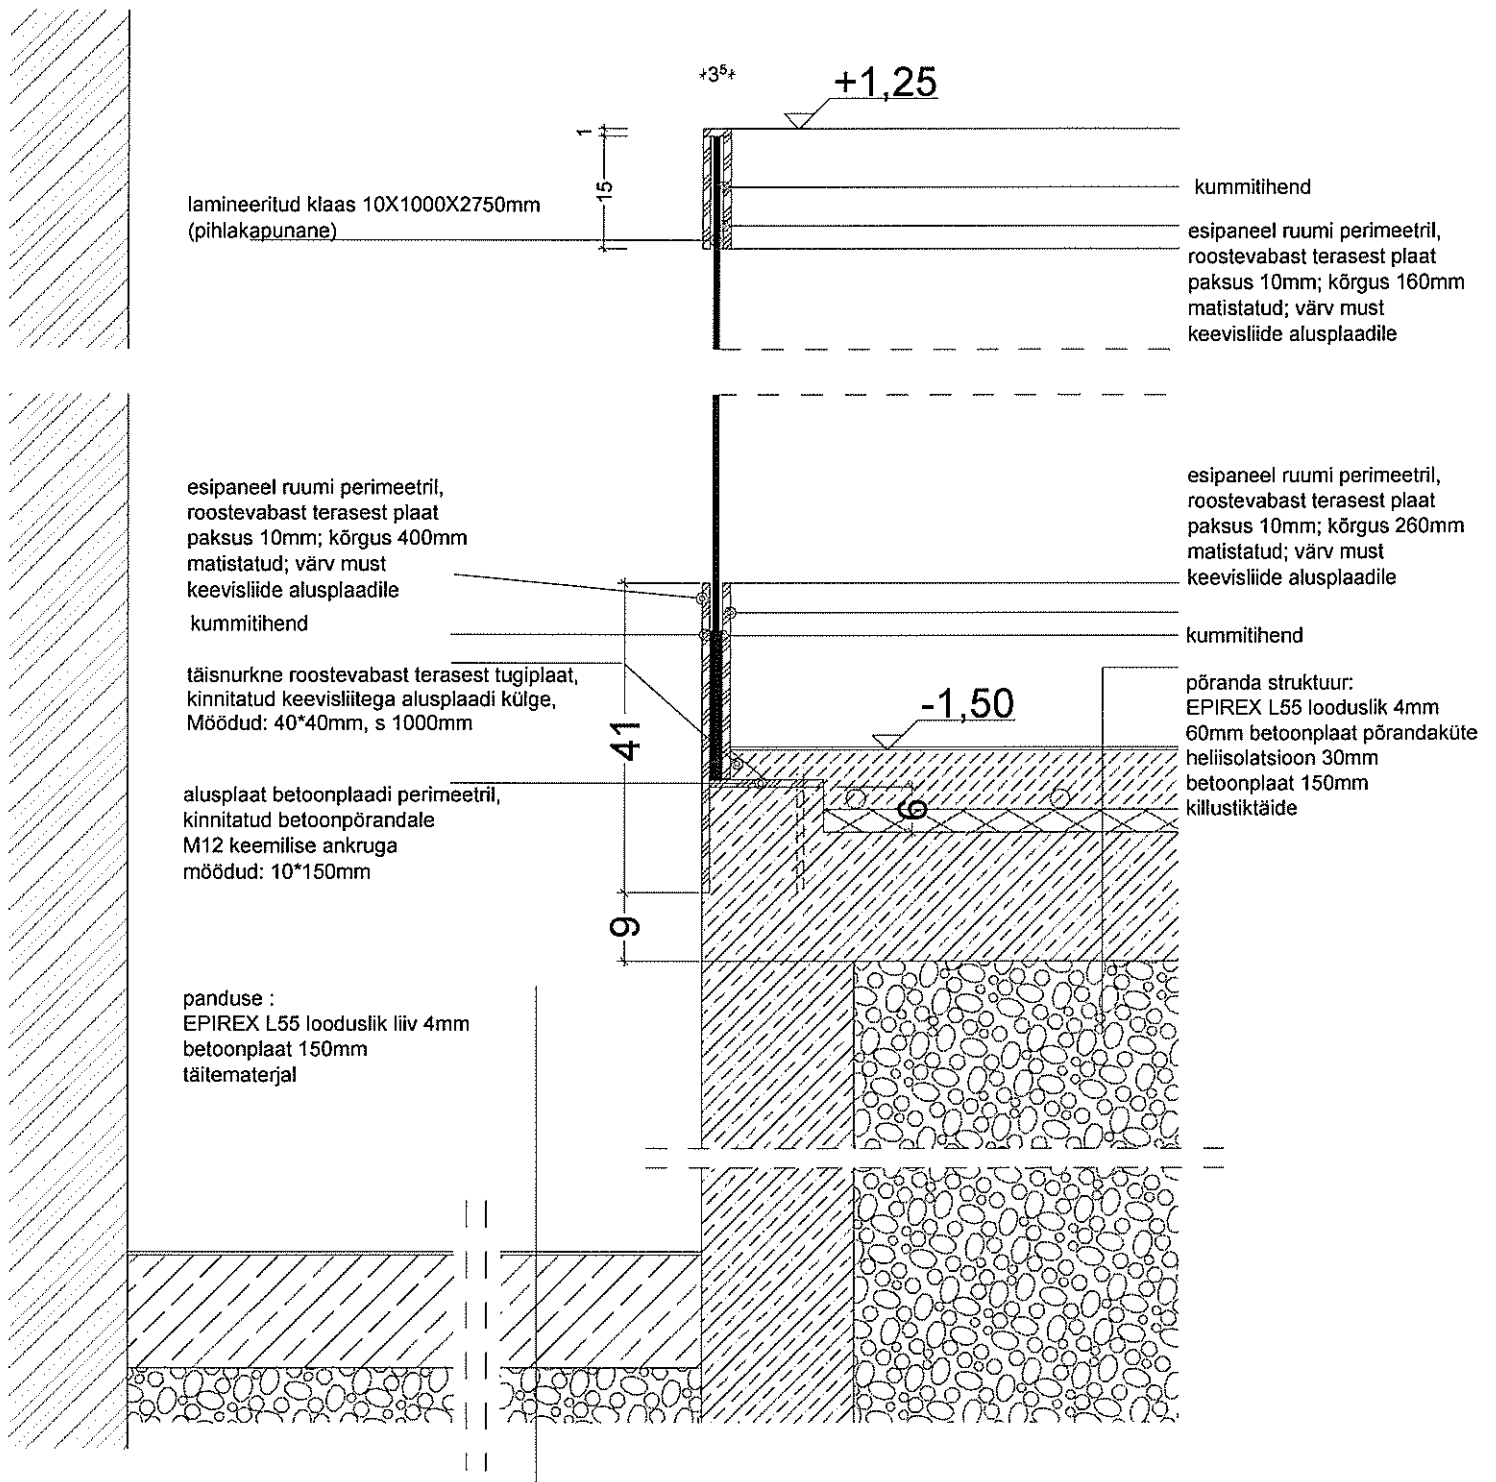 +3⁵+
+1,25
1
15
lamineeritud klaas 10X1000X2750mm
(pihlakapunane)
kummitihend
esipaneel ruumi perimeetril,
roostevabast terasest plaat
paksus 10mm; kõrgus 160mm
matistatud; värv must
keevisliide alusplaadile
esipaneel ruumi perimeetril,
roostevabast terasest plaat
paksus 10mm; kõrgus 400mm
matistatud; värv must
keevisliide alusplaadile
kummitihend
täisnurkne roostevabast terasest tugiplaat,
kinnitatud keevisliitega alusplaadi külge,
Möödud: 40*40mm, s 1000mm
alusplaat betoonplaadi perimeetril,
kinnitatud betoonpõrandale
M12 keemilise ankruga
möödud: 10*150mm
41
9
6
-1,50
esipaneel ruumi perimeetril,
roostevabast terasest plaat
paksus 10mm; kõrgus 260mm
matistatud; värv must
keevisliide alusplaadile
kummitihend
põranda struktuur:
EPIREX L55 looduslik 4mm
60mm betoonplaat põrandaküte
heliisolatsioon 30mm
betoonplaat 150mm
killustiktäide
panduse :
EPIREX L55 looduslik liiv 4mm
betoonplaat 150mm
täitematerjal